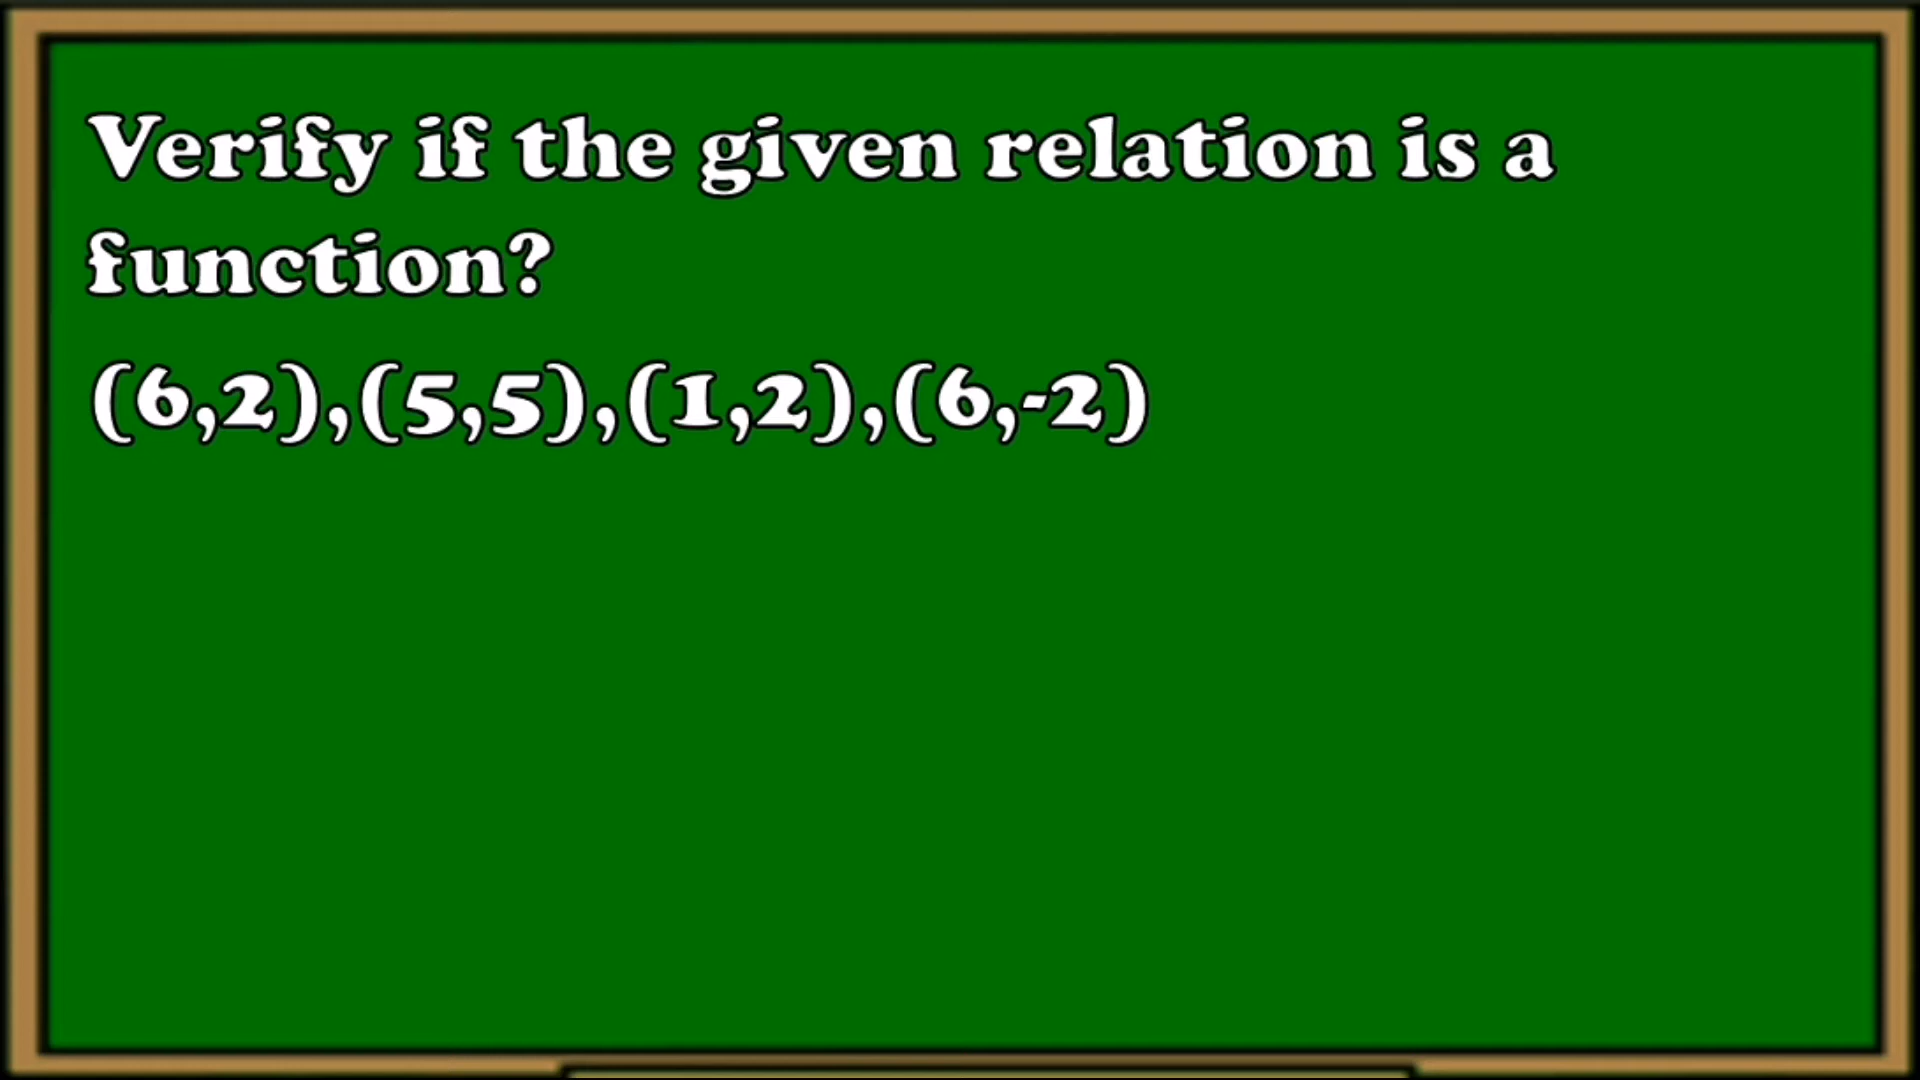 Verify if the given relation is a
function?
(6,2),(5,5),(1,2),(6,-2)